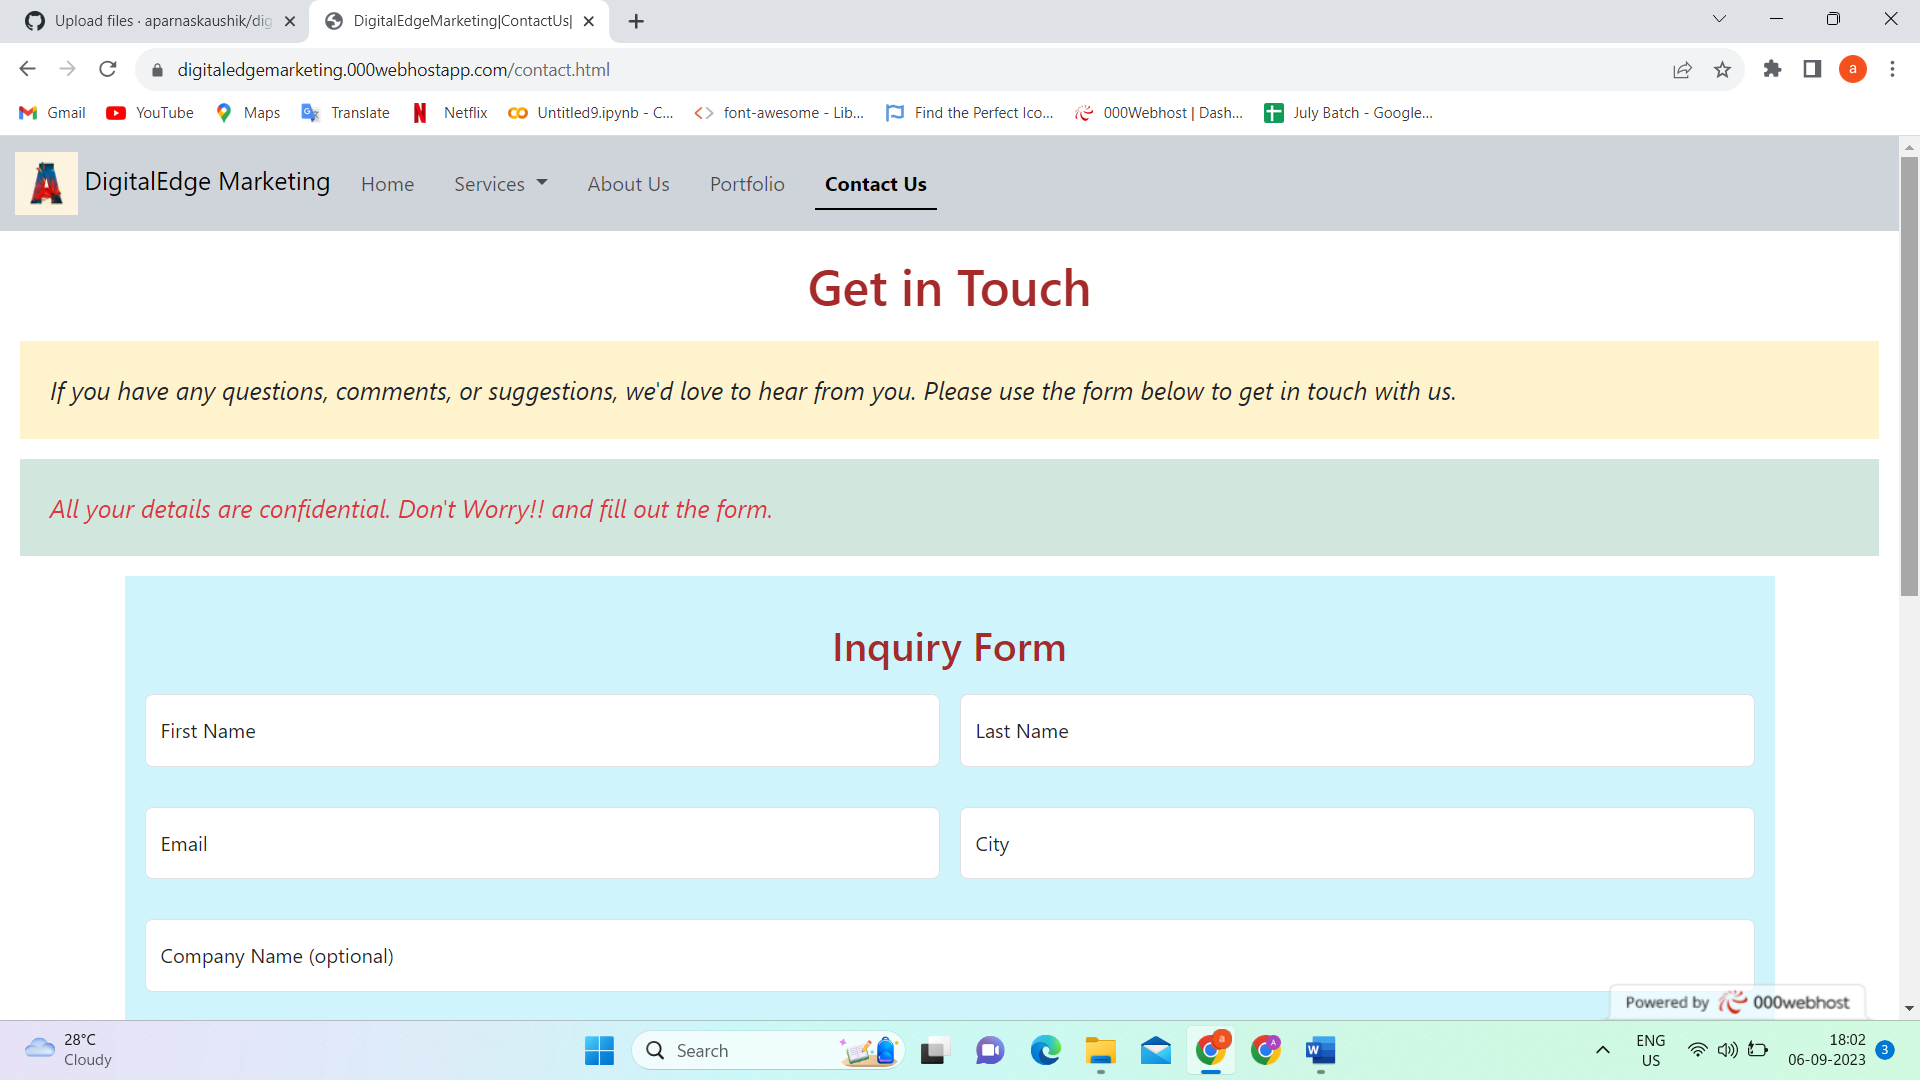 Upload files · aparnaskaushik/dig
DigitalEdgeMarketing|ContactUs|
digitaledgemarketing.000webhostapp.com/contact.html
a
Gmail
YouTube
Maps
Translate
Netflix
Untitled9.ipynb - C...
font-awesome - Lib...
Find the Perfect Ico...
000Webhost | Dash...
July Batch - Google...
DigitalEdge Marketing
Home
Services
About Us
Portfolio
Contact Us
Get in Touch
If you have any questions, comments, or suggestions, we'd love to hear from you. Please use the form below to get in touch with us.
All your details are confidential. Don't Worry!! and fill out the form.
Inquiry Form
First Name
Last Name
Email
City
Company Name (optional)
Powered by 000webhost
28°C
Cloudy
Search
ENG
US
18:02
06-09-2023
3